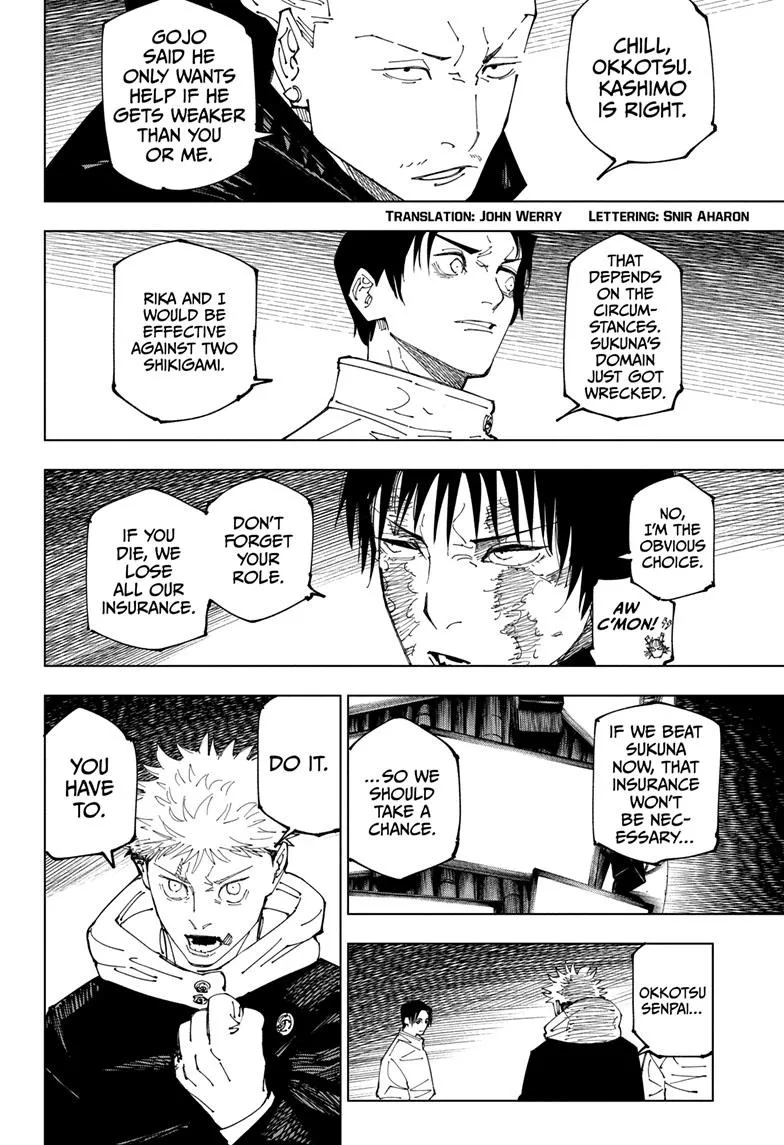 CHILL,
OKKOTSU.
KASHIMO
IS RIGHT.
GOJO
SAID HE
ONLY WANTS
HELP IF HE
GETS WEAKER
THAN YOU
OR ME.
TRANSLATION: JOHN WERRY LETTERING: SNIR AHARON
THAT
DEPENDS
ON THE
CIRCUM-
STANCES.
SUKUNA'S
DOMAIN
JUST GOT
WRECKED.
RIKA AND I
WOULD BE
EFFECTIVE
AGAINST TWO
SHIKIGAMI.
NO,
I'M THE
OBVIOUS
CHOICE.
AW
C'MON!
DON'T
FORGET
YOUR
ROLE.
IF YOU
DIE, WE
LOSE
ALL OUR
INSURANCE.
IF WE BEAT
SUKUNA
NOW, THAT
INSURANCE
WON'T
BE NEC-
ESSARY...
...SO WE
SHOULD
TAKE A
CHANCE.
OKKOTSU
SENPAI...
DO IT.
YOU
HAVE
TO.